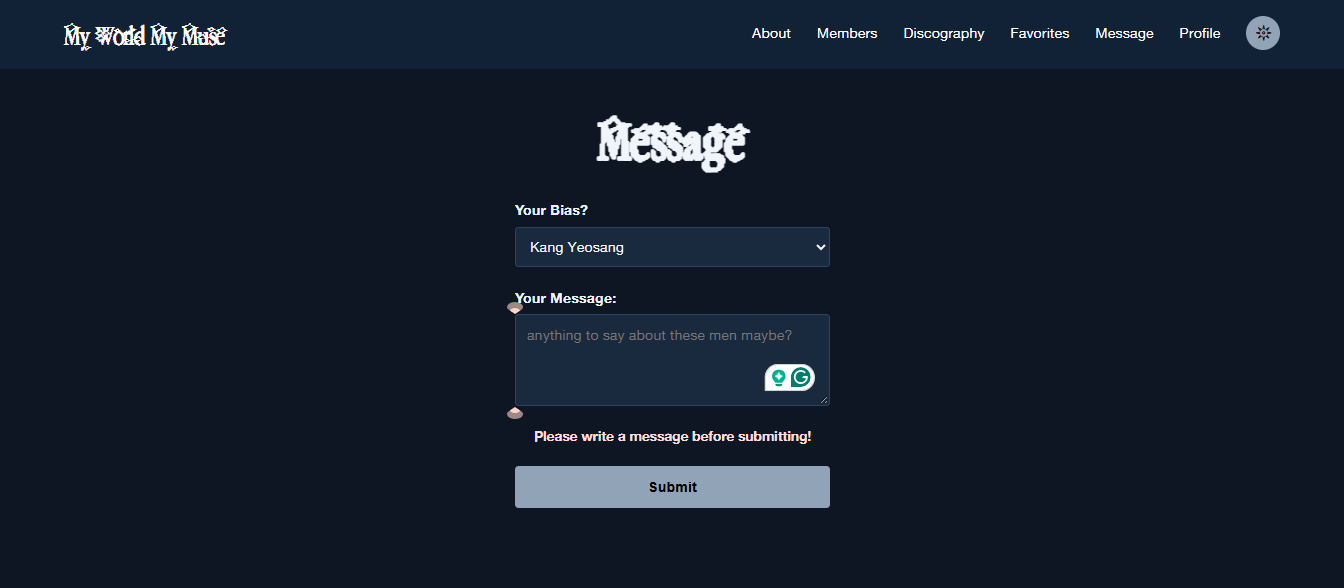 My World My Muse
About Members Discography Favorites Message Profile
Message
Your Bias?
Kang Yeosang
Your Message:
anything to say about these men maybe?
Please write a message before submitting!
Submit